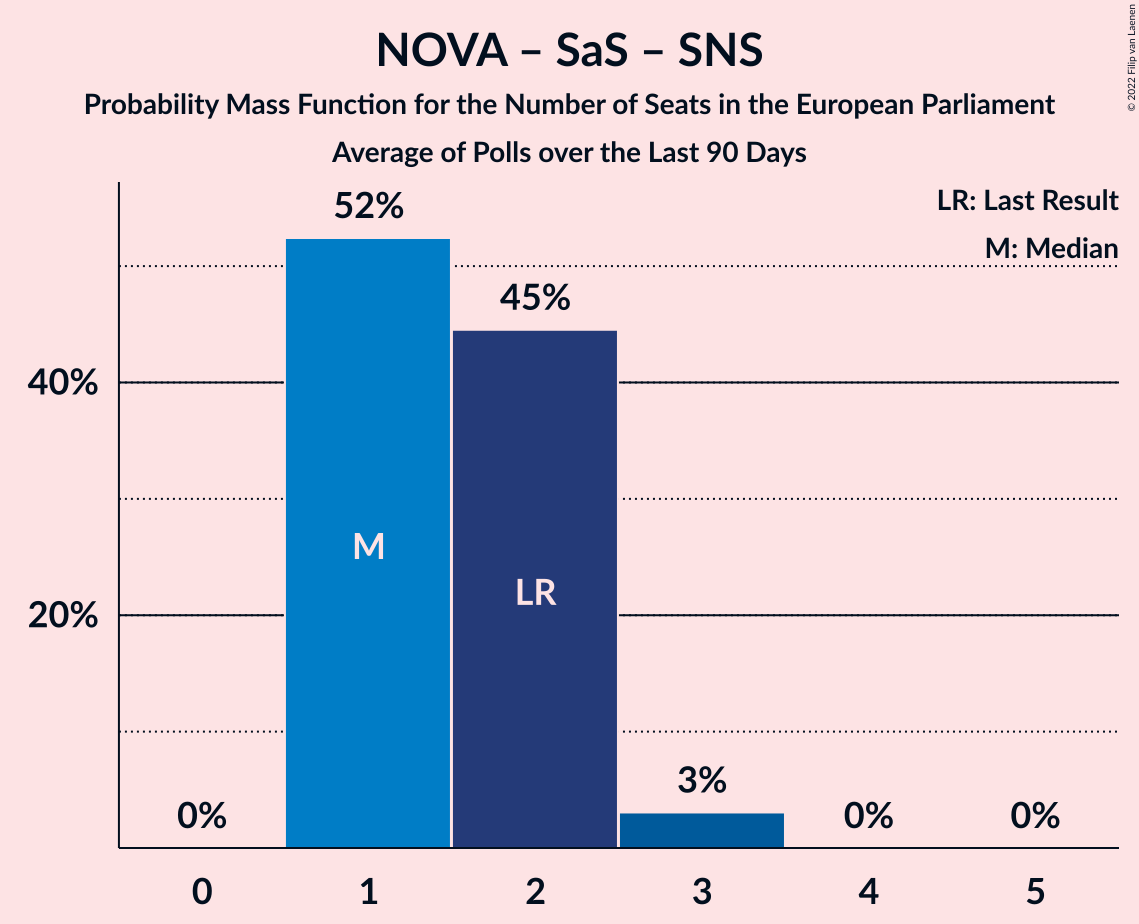 NOVA – SaS – SNS
Probability Mass Function for the Number of Seats in the European Parliament
Average of Polls over the Last 90 Days
© 2022 Filip van Laenen
LR: Last Result
M: Median
52%
45%
40%
M
LR
20%
3%
0%
0%
0%
0
1
2
3
4
5